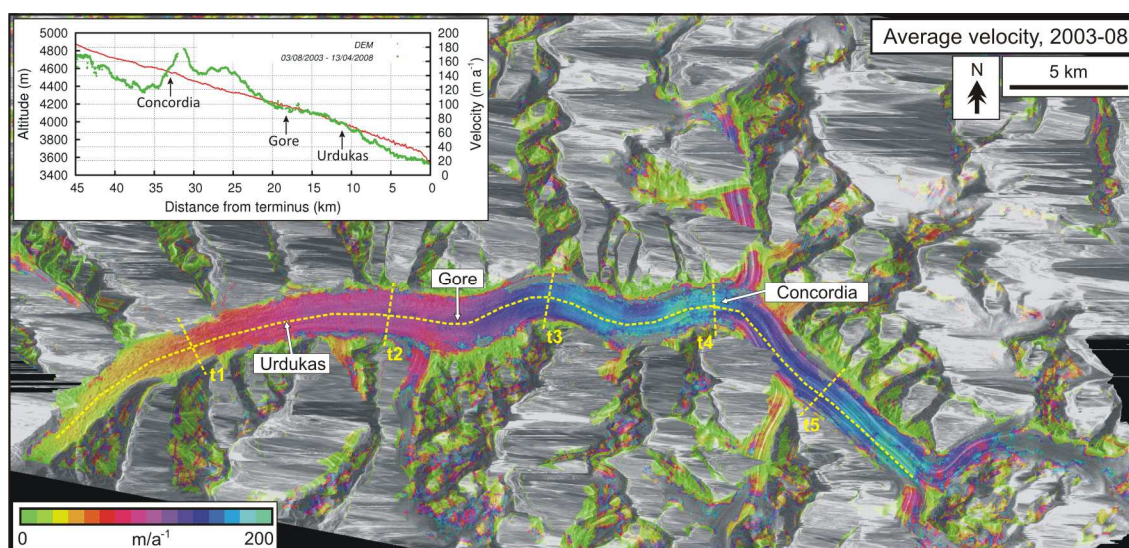 Average velocity, 2003-08
N
5 km
5000
4800
4600
4400
4200
4000
3800
3600
3400
Altitude (m)
200
180
160
140
120
100
80
60
40
20
0
Velocity (m a⁻¹)
DEM
03/08/2003 - 13/04/2008
Concordia
Gore
Urdukas
45 40 35 30 25 20 15 10 5 0
Distance from terminus (km)
Gore
Concordia
Urdukas
t1
t2
t3
t4
t5
0 m/a⁻¹ 200